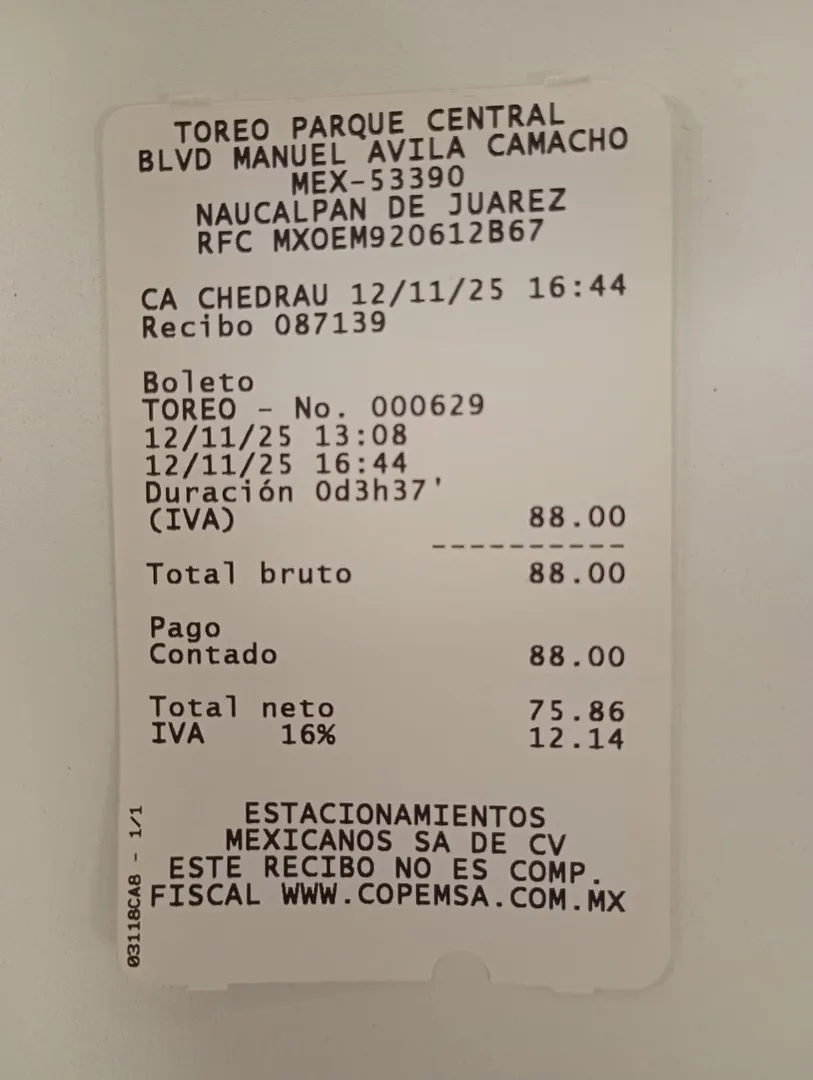 TOREO PARQUE CENTRAL
BLVD MANUEL AVILA CAMACHO
MEX-53390
NAUCALPAN DE JUAREZ
RFC MXOEM920612B67
CA CHEDRAU 12/11/25 16:44
Recibo 087139
Boleto
TOREO - No. 000629
12/11/25 13:08
12/11/25 16:44
Duración 0d3h37'
(IVA) 88.00
----------
Total bruto 88.00
Pago
Contado 88.00
Total neto 75.86
IVA 16% 12.14
ESTACIONAMIENTOS
MEXICANOS SA DE CV
ESTE RECIBO NO ES COMP.
FISCAL WWW.COPEMSA.COM.MX
03118CA8 - 1/1